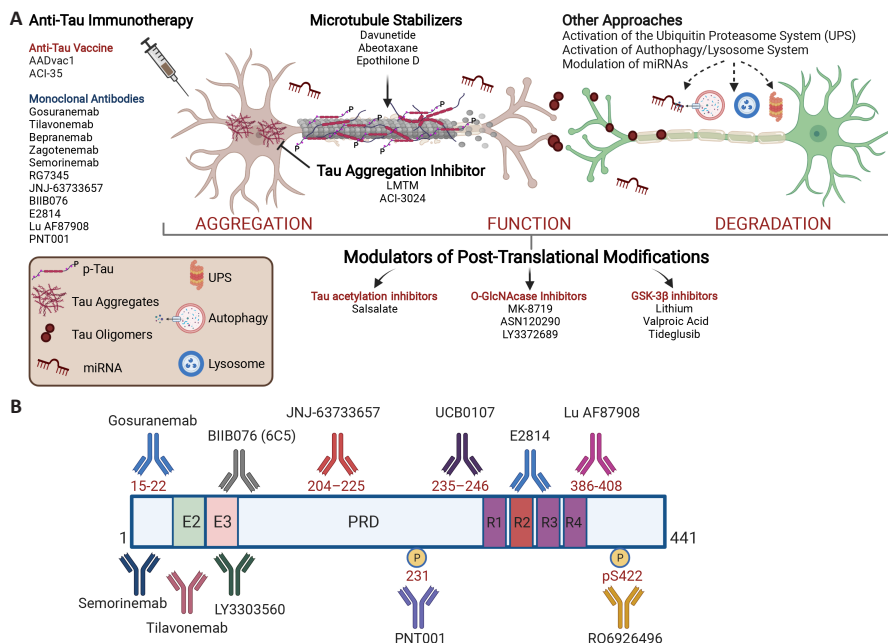 A
Anti-Tau Immunotherapy
Anti-Tau Vaccine
AADvac1
ACI-35
Monoclonal Antibodies
Gosuranemab
Tilavonemab
Bepranemab
Zagotenemab
Semorinemab
RG7345
JNJ-63733657
BIIB076
E2814
Lu AF87908
PNT001
Microtubule Stabilizers
Davunetide
Abeotaxane
Epothilone D
Other Approaches
Activation of the Ubiquitin Proteasome System (UPS)
Activation of Authophagy/Lysosome System
Modulation of miRNAs
P
P
P
P
P
P
Tau Aggregation Inhibitor
LMTM
ACI-3024
AGGREGATION
FUNCTION
DEGRADATION
Modulators of Post-Translational Modifications
Tau acetylation inhibitors
Salsalate
O-GlcNAcase Inhibitors
MK-8719
ASN120290
LY3372689
GSK-3β inhibitors
Lithium
Valproic Acid
Tideglusib
P
p-Tau
UPS
Tau Aggregates
Autophagy
Tau Oligomers
miRNA
Lysosome
B
Gosuranemab
BIIB076 (6C5)
JNJ-63733657
UCB0107
E2814
Lu AF87908
15-22
204–225
235–246
386-408
1
E2
E3
PRD
R1
R2
R3
R4
441
P
231
P
pS422
Semorinemab
Tilavonemab
LY3303560
PNT001
RO6926496